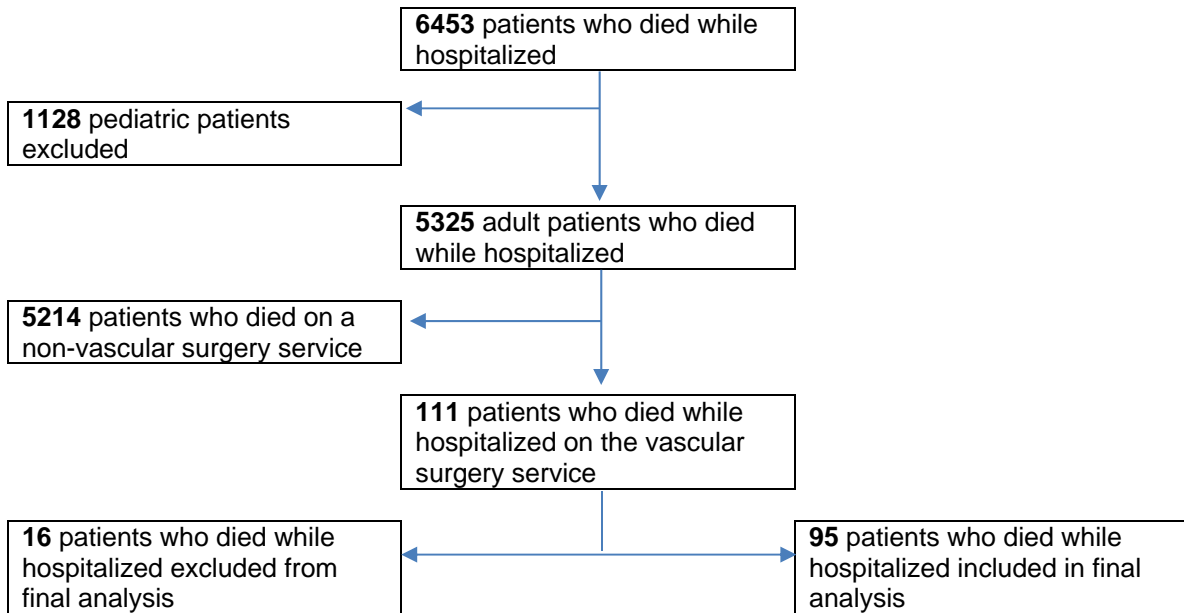 6453 patients who died while
hospitalized
1128 pediatric patients
excluded
5325 adult patients who died
while hospitalized
5214 patients who died on a
non-vascular surgery service
111 patients who died while
hospitalized on the vascular
surgery service
16 patients who died while
hospitalized excluded from
final analysis
95 patients who died while
hospitalized included in final
analysis